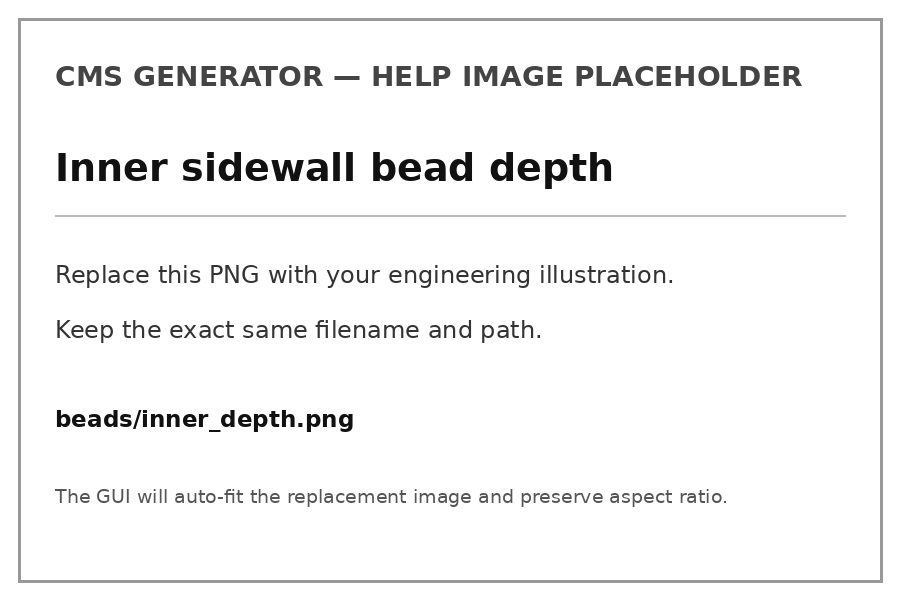 CMS GENERATOR — HELP IMAGE PLACEHOLDER
Inner sidewall bead depth
Replace this PNG with your engineering illustration.
Keep the exact same filename and path.
beads/inner_depth.png
The GUI will auto-fit the replacement image and preserve aspect ratio.